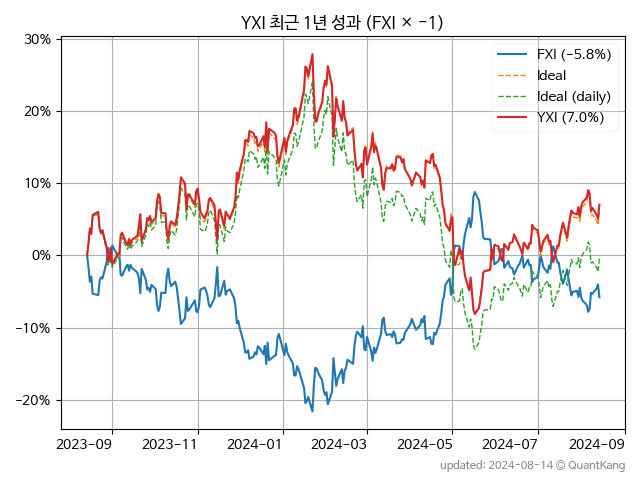 YXI 최근 1년 성과 (FXI × −1)
30%
20%
10%
0%
−10%
−20%
FXI (−5.8%)
Ideal
Ideal (daily)
YXI (7.0%)
2023−09
2023−11
2024−01
2024−03
2024−05
2024−07
2024−09
updated: 2024-08-14 © QuantKang